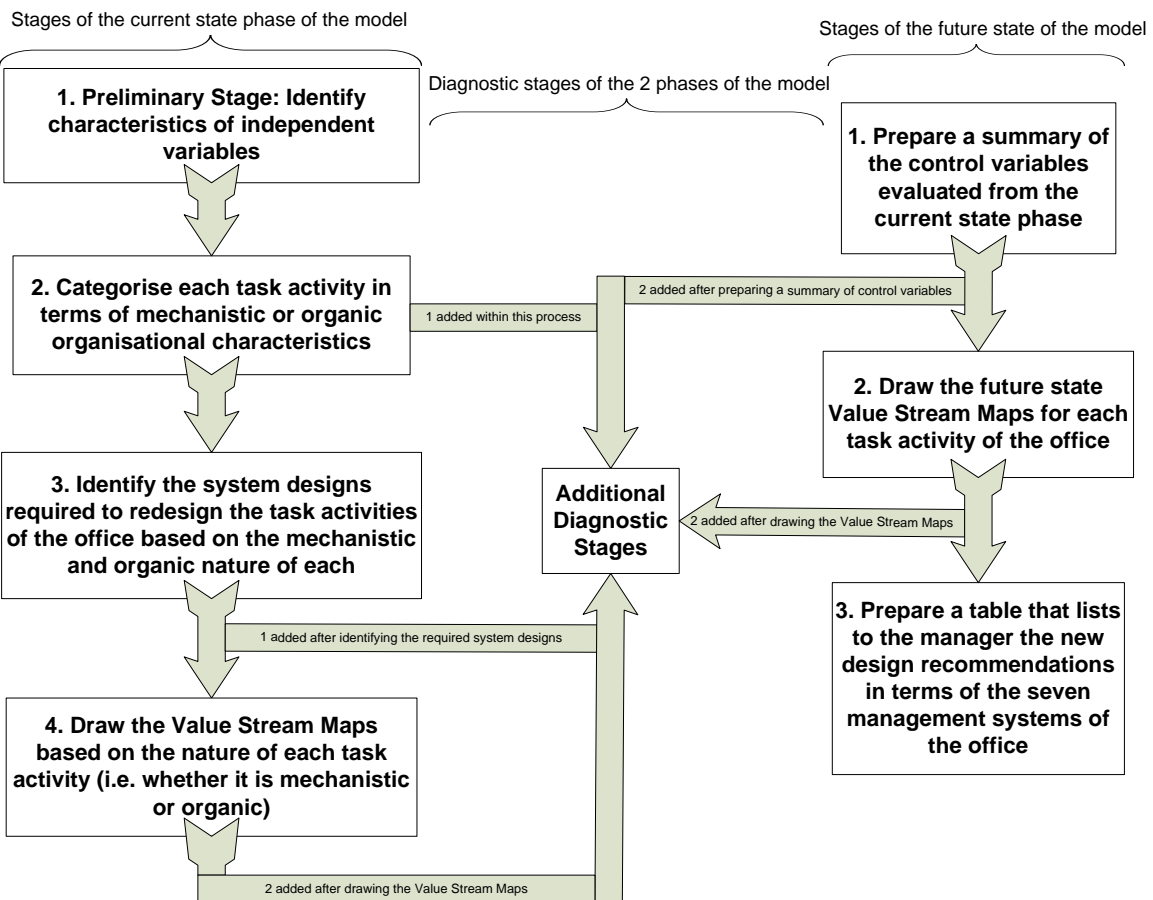 Stages of the current state phase of the model
1. Preliminary Stage: Identify
characteristics of independent
variables
2. Categorise each task activity in
terms of mechanistic or organic
organisational characteristics
3. Identify the system designs
required to redesign the task activities
of the office based on the mechanistic
and organic nature of each
4. Draw the Value Stream Maps
based on the nature of each task
activity (i.e. whether it is mechanistic
or organic)
Diagnostic stages of the 2 phases of the model
1 added within this process
2 added after preparing a summary of control variables
Additional
Diagnostic
Stages
2 added after drawing the Value Stream Maps
1 added after identifying the required system designs
2 added after drawing the Value Stream Maps
Stages of the future state of the model
1. Prepare a summary of
the control variables
evaluated from the
current state phase
2. Draw the future state
Value Stream Maps for each
task activity of the office
3. Prepare a table that lists
to the manager the new
design recommendations
in terms of the seven
management systems of
the office